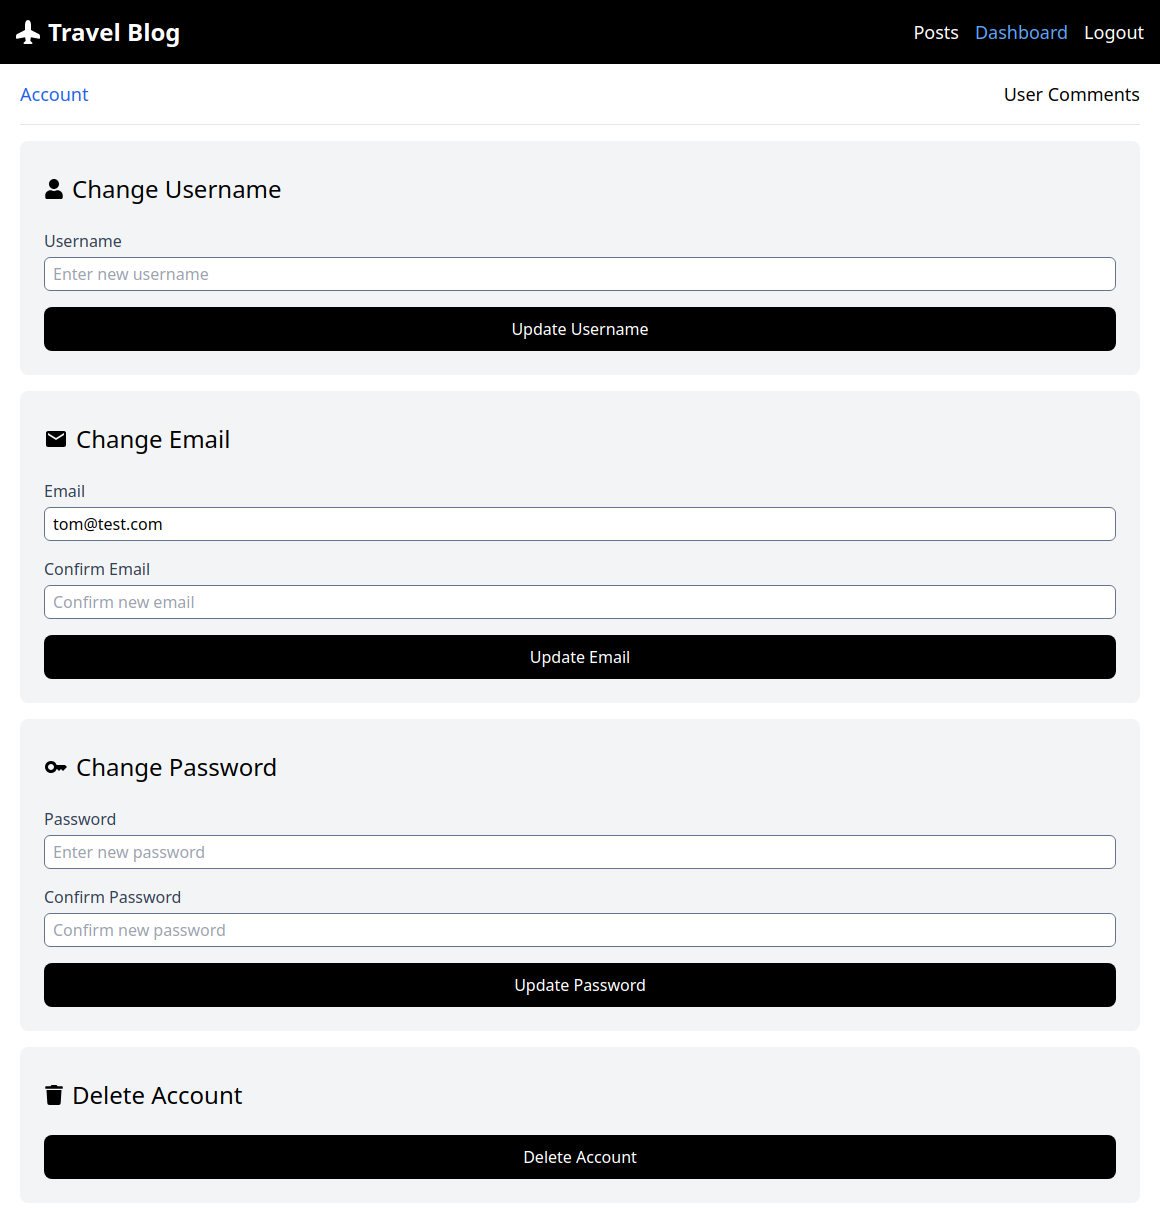 Travel Blog
Posts Dashboard Logout
Account
User Comments
Change Username
Username
Enter new username
Update Username
Change Email
Email
tom@test.com
Confirm Email
Confirm new email
Update Email
Change Password
Password
Enter new password
Confirm Password
Confirm new password
Update Password
Delete Account
Delete Account